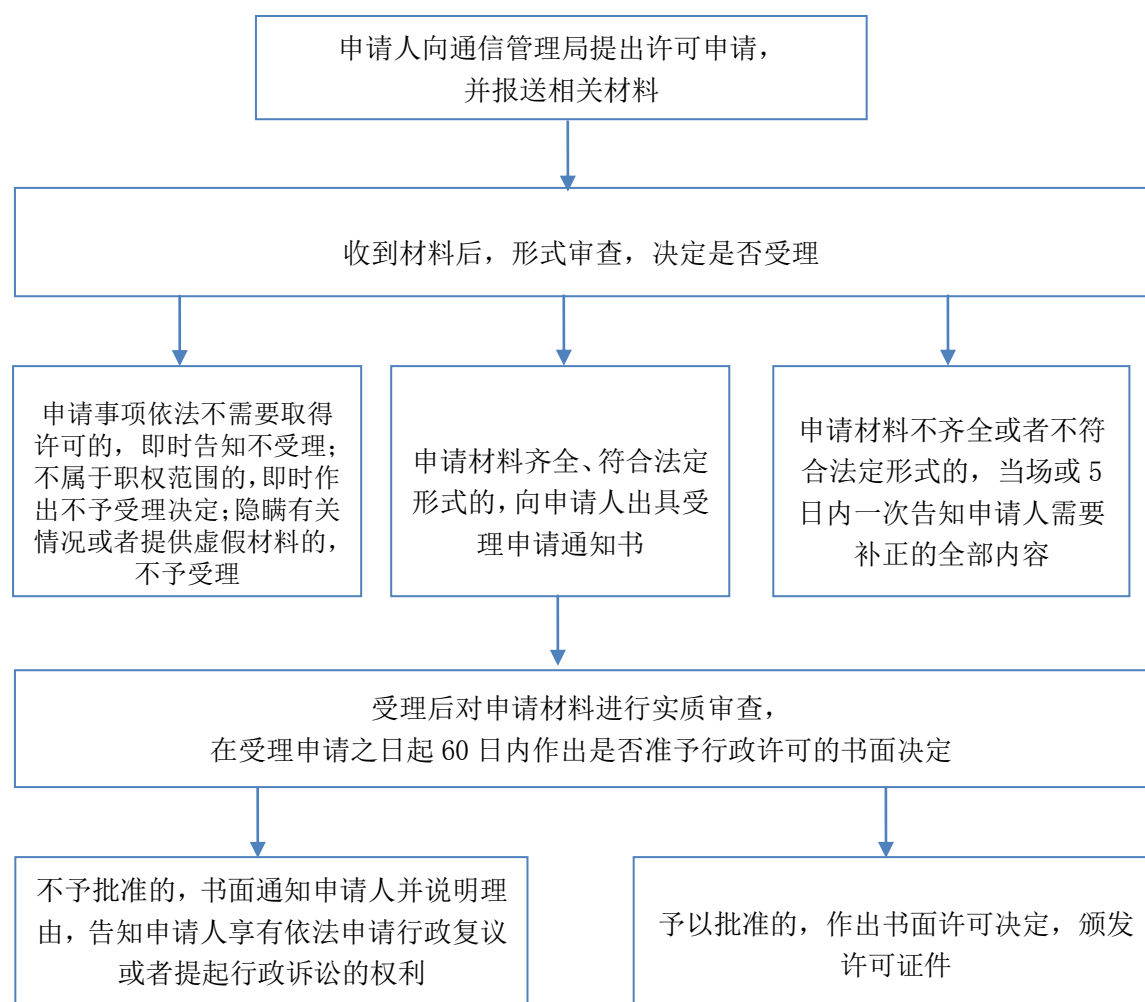 申请人向通信管理局提出许可申请，
并报送相关材料
收到材料后，形式审查，决定是否受理
申请事项依法不需要取得
许可的，即时告知不受理；
不属于职权范围的，即时作
出不予受理决定；隐瞒有关
情况或者提供虚假材料的，
不予受理
申请材料齐全、符合法定
形式的，向申请人出具受
理申请通知书
申请材料不齐全或者不符
合法定形式的，当场或 5
日内一次告知申请人需要
补正的全部内容
受理后对申请材料进行实质审查，
在受理申请之日起 60 日内作出是否准予行政许可的书面决定
不予批准的，书面通知申请人并说明理
由，告知申请人享有依法申请行政复议
或者提起行政诉讼的权利
予以批准的，作出书面许可决定，颁发
许可证件